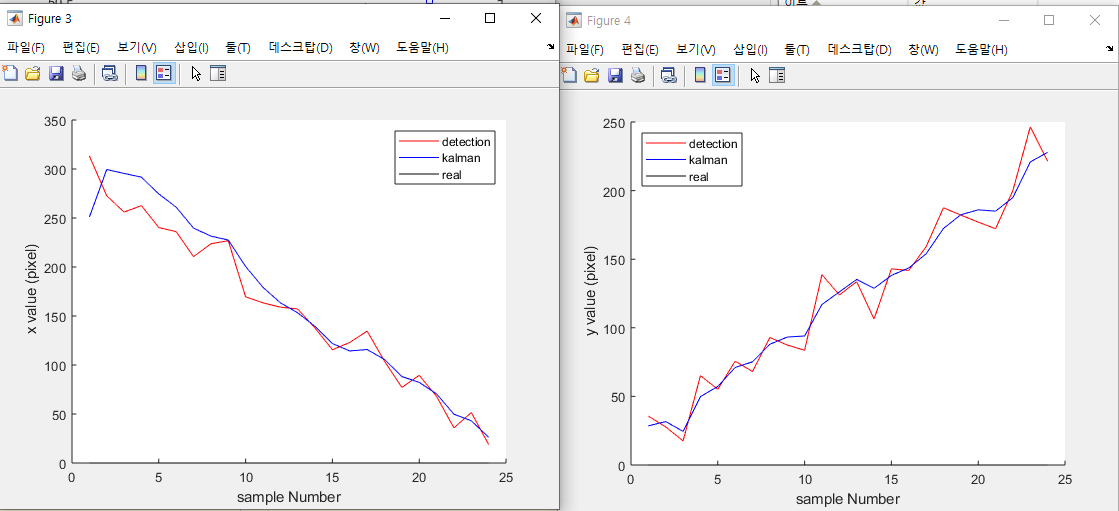 Figure 3
파일(F) 편집(E) 보기(V) 삽입(I) 툴(T) 데스크탑(D) 창(W) 도움말(H)
350
300
250
200
150
100
50
0
0 5 10 15 20 25
x value (pixel)
sample Number
detection
kalman
real
Figure 4
파일(F) 편집(E) 보기(V) 삽입(I) 툴(T) 데스크탑(D) 창(W) 도움말(H)
250
200
150
100
50
0
0 5 10 15 20 25
y value (pixel)
sample Number
detection
kalman
real